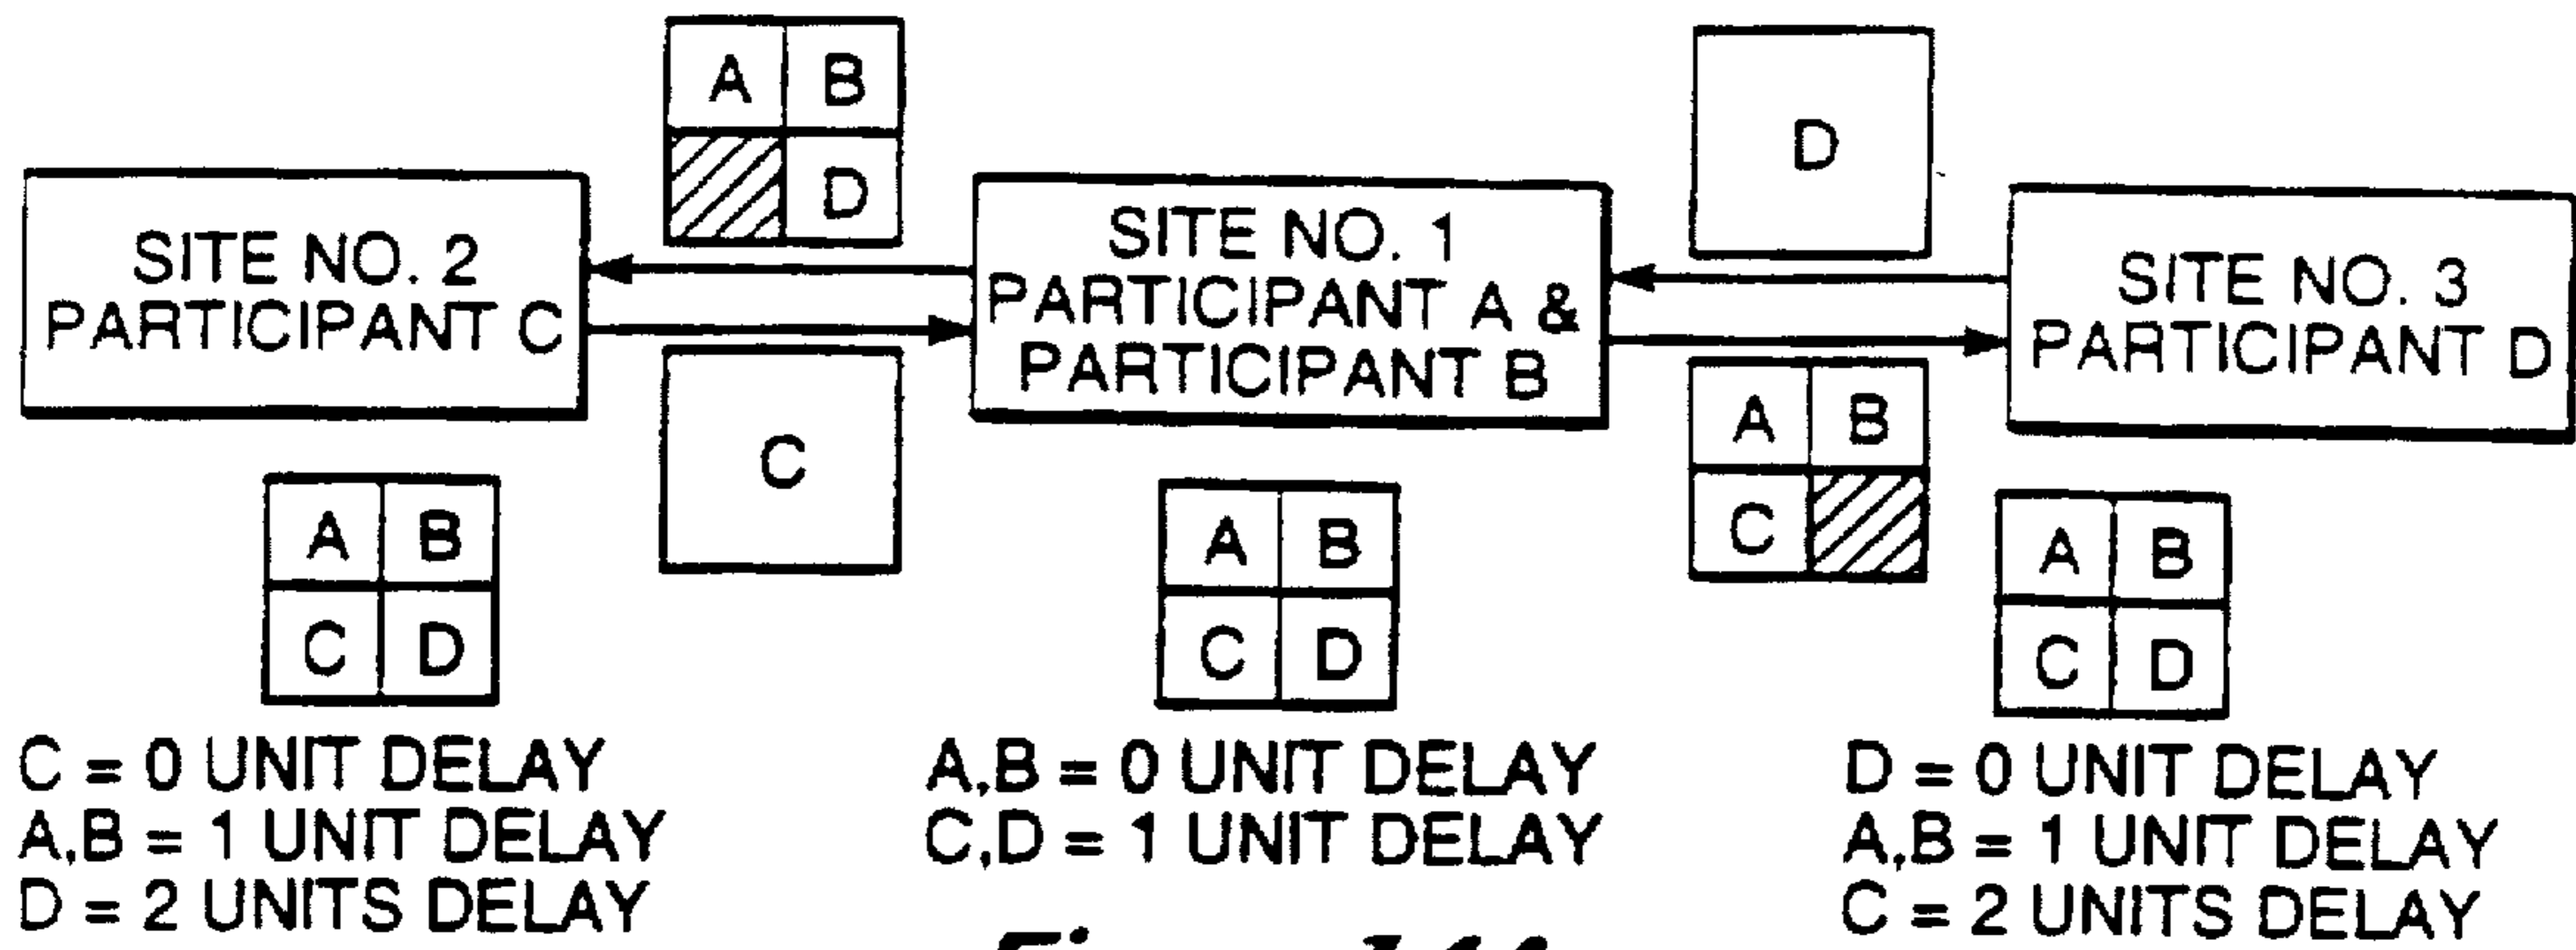 A B
D
D
SITE NO. 2
PARTICIPANT C
SITE NO. 1
PARTICIPANT A &
PARTICIPANT B
SITE NO. 3
PARTICIPANT D
C
A B
C
A B
C D
A B
C D
A B
C D
C = 0 UNIT DELAY
A,B = 1 UNIT DELAY
D = 2 UNITS DELAY
A,B = 0 UNIT DELAY
C,D = 1 UNIT DELAY
D = 0 UNIT DELAY
A,B = 1 UNIT DELAY
C = 2 UNITS DELAY